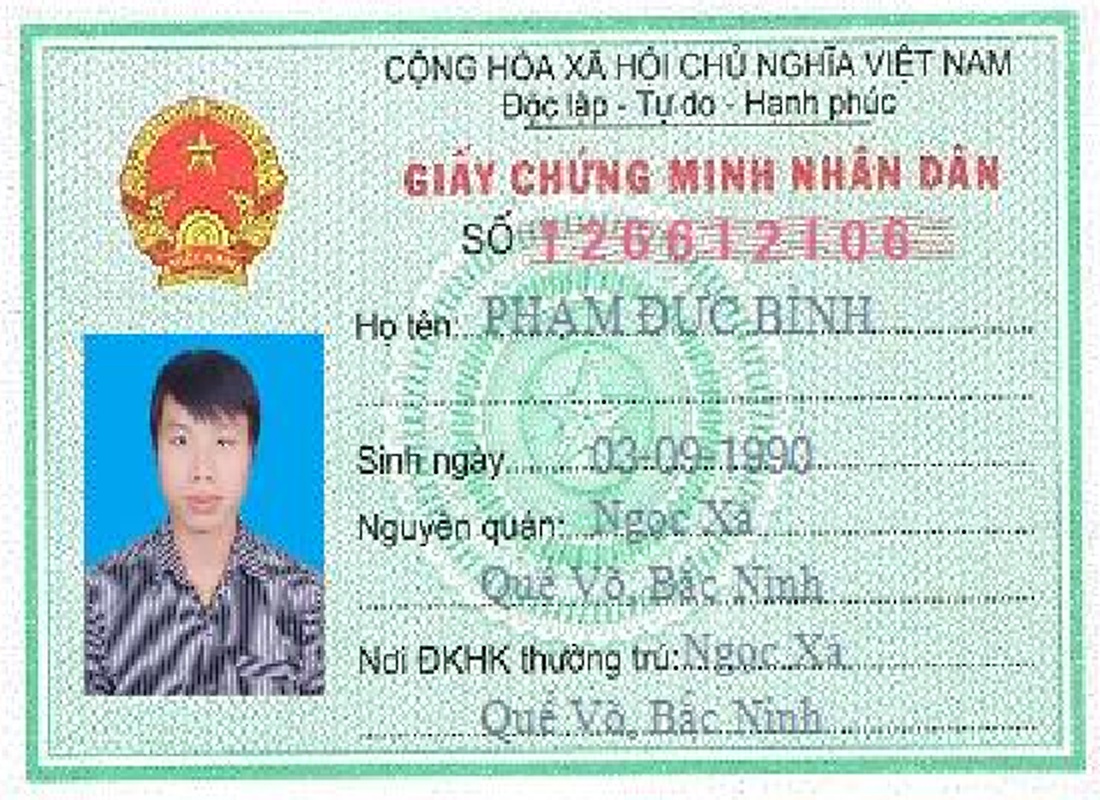 CỘNG HÒA XÃ HỘI CHỦ NGHĨA VIỆT NAM
Độc lập - Tự do - Hạnh phúc
GIẤY CHỨNG MINH NHÂN DÂN
SỐ 126612106
Họ tên: PHẠM ĐỨC BÌNH
Sinh ngày 03-09-1990
Nguyên quán: Ngọc Xá
Quế Võ, Bắc Ninh
Nơi ĐKHK thường trú: Ngọc Xá
Quế Võ, Bắc Ninh